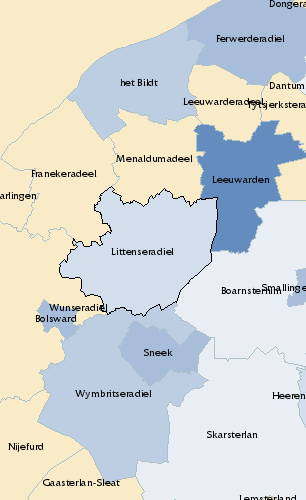 Dongera
Ferwerderadiel
het Bildt
Dantum
Leeuwarderadeel
Tytsjerkstera
Menaldumadeel
Franekeradeel
Leeuwarden
arlingen
Littenseradiel
Boarnsterhim
Smallinge
Wunseradiel
Bolsward
Sneek
Wymbritseradiel
Heeren
Skarsterlan
Nijefurd
Gaasterlan-Sleat
Lemsterland